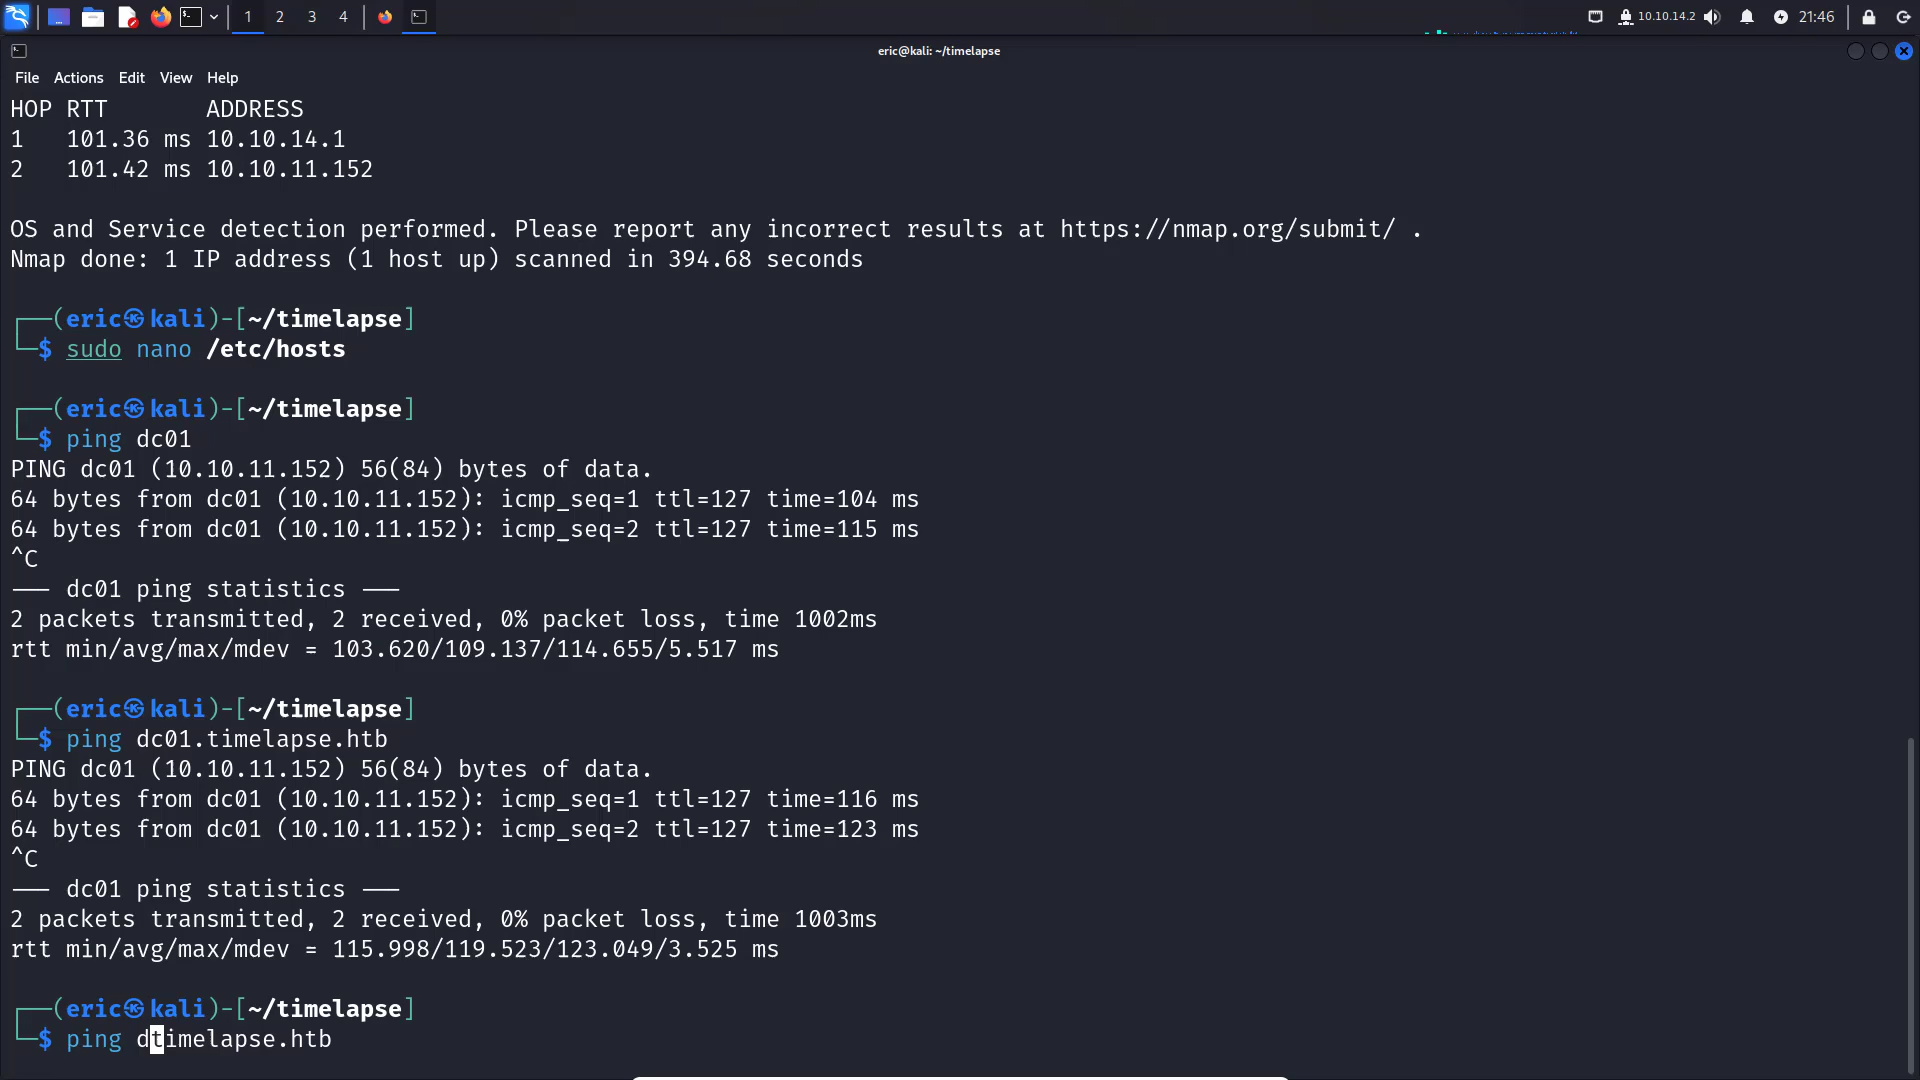 1 2 3 4
10.10.14.2
21:46
eric@kali: ~/timelapse
File Actions Edit View Help
HOP RTT ADDRESS
1 101.36 ms 10.10.14.1
2 101.42 ms 10.10.11.152
OS and Service detection performed. Please report any incorrect results at https://nmap.org/submit/ .
Nmap done: 1 IP address (1 host up) scanned in 394.68 seconds
┌──(eric㉿kali)-[~/timelapse]
└─$ sudo nano /etc/hosts
┌──(eric㉿kali)-[~/timelapse]
└─$ ping dc01
PING dc01 (10.10.11.152) 56(84) bytes of data.
64 bytes from dc01 (10.10.11.152): icmp_seq=1 ttl=127 time=104 ms
64 bytes from dc01 (10.10.11.152): icmp_seq=2 ttl=127 time=115 ms
^C
--- dc01 ping statistics ---
2 packets transmitted, 2 received, 0% packet loss, time 1002ms
rtt min/avg/max/mdev = 103.620/109.137/114.655/5.517 ms
┌──(eric㉿kali)-[~/timelapse]
└─$ ping dc01.timelapse.htb
PING dc01 (10.10.11.152) 56(84) bytes of data.
64 bytes from dc01 (10.10.11.152): icmp_seq=1 ttl=127 time=116 ms
64 bytes from dc01 (10.10.11.152): icmp_seq=2 ttl=127 time=123 ms
^C
--- dc01 ping statistics ---
2 packets transmitted, 2 received, 0% packet loss, time 1003ms
rtt min/avg/max/mdev = 115.998/119.523/123.049/3.525 ms
┌──(eric㉿kali)-[~/timelapse]
└─$ ping dtimelapse.htb